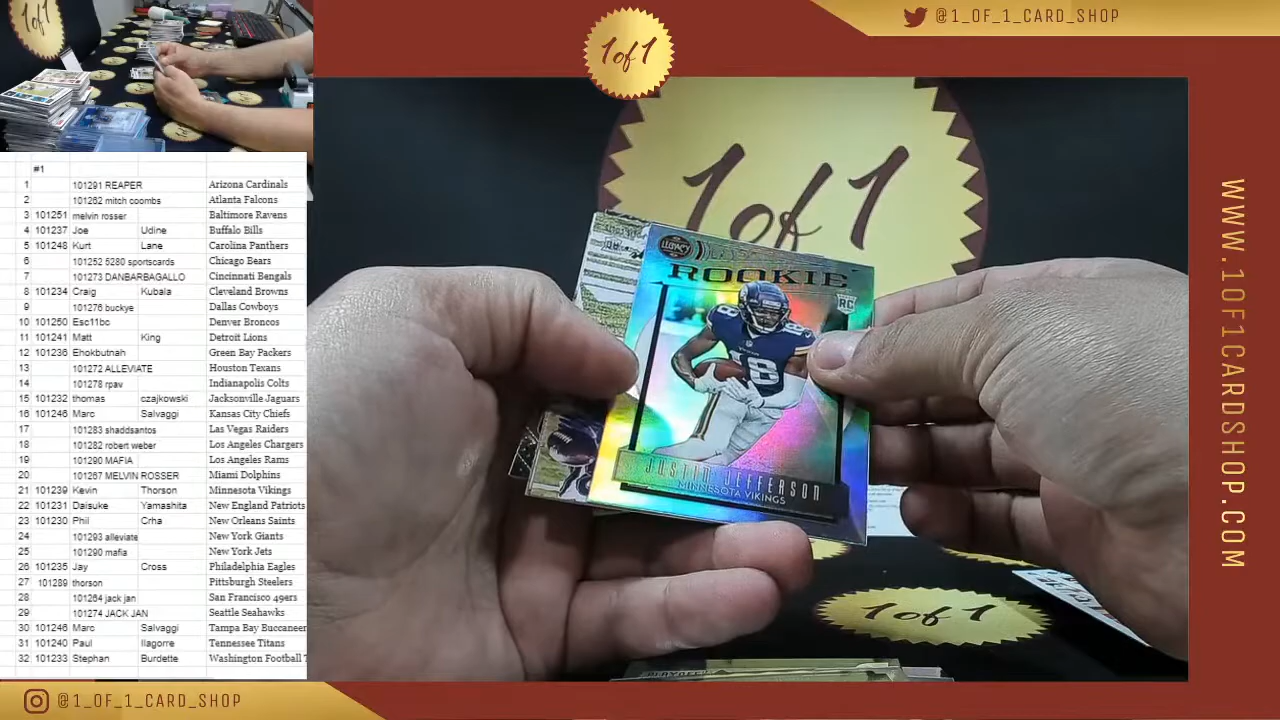 1of1
@1_OF_1_CARD_SHOP
1of1
1 of 1
LEGACY
ROOKIE
RC
18
JUSTIN JEFFERSON
MINNESOTA VIKINGS
1 of 1
WWW.1OF1CARDSHOP.COM
#1
1 101291 REAPER Arizona Cardinals
2 101262 mitch coombs Atlanta Falcons
3 101251 melvin rosser Baltimore Ravens
4 101237 Joe Udine Buffalo Bills
5 101248 Kurt Lane Carolina Panthers
6 101252 5280 sportscards Chicago Bears
7 101273 DANBARBAGALLO Cincinnati Bengals
8 101234 Craig Kubala Cleveland Browns
9 101276 buckye Dallas Cowboys
10 101250 Esc11bc Denver Broncos
11 101241 Matt King Detroit Lions
12 101236 Ehokbutnah Green Bay Packers
13 101272 ALLEVIATE Houston Texans
14 101278 rpav Indianapolis Colts
15 101232 thomas czajkowski Jacksonville Jaguars
16 101246 Marc Salvaggi Kansas City Chiefs
17 101283 shaddsantos Las Vegas Raiders
18 101282 robert weber Los Angeles Chargers
19 101290 MAFIA Los Angeles Rams
20 101267 MELVIN ROSSER Miami Dolphins
21 101239 Kevin Thorson Minnesota Vikings
22 101231 Daisuke Yamashita New England Patriots
23 101230 Phil Crha New Orleans Saints
24 101293 alleviate New York Giants
25 101290 mafia New York Jets
26 101235 Jay Cross Philadelphia Eagles
27 101289 thorson Pittsburgh Steelers
28 101264 jack jan San Francisco 49ers
29 101274 JACK JAN Seattle Seahawks
30 101246 Marc Salvaggi Tampa Bay Buccaneer
31 101240 Paul Ilagorre Tennessee Titans
32 101233 Stephan Burdette Washington Football T
@1_OF_1_CARD_SHOP